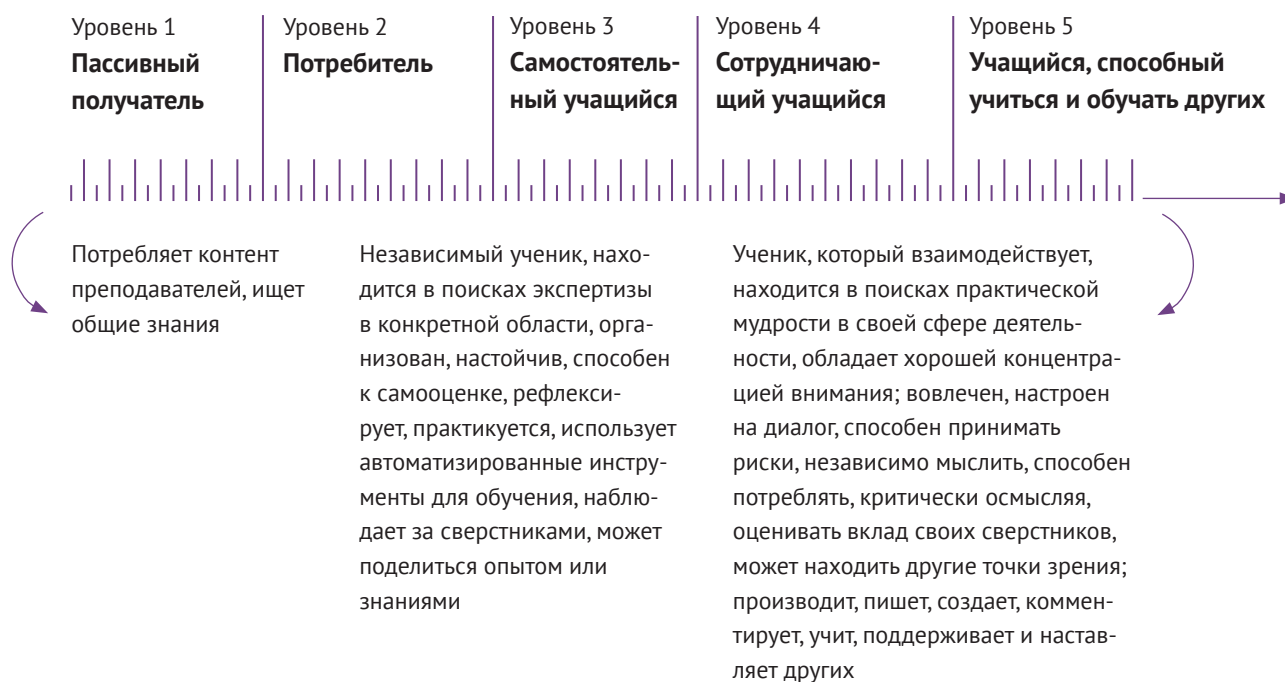 Уровень 1
Пассивный
получатель
Уровень 2
Потребитель
Уровень 3
Самостоятель-
ный учащийся
Уровень 4
Сотрудничаю-
щий учащийся
Уровень 5
Учащийся, способный
учиться и обучать других
Потребляет контент
преподавателей, ищет
общие знания
Независимый ученик, нахо-
дится в поисках экспертизы
в конкретной области, орга-
низован, настойчив, способен
к самооценке, рефлекси-
рует, практикуется, использует
автоматизированные инстру-
менты для обучения, наблю-
дает за сверстниками, может
поделиться опытом или
знаниями
Ученик, который взаимодействует,
находится в поисках практической
мудрости в своей сфере деятель-
ности, обладает хорошей концентра-
цией внимания; вовлечен, настроен
на диалог, способен принимать
риски, независимо мыслить, способен
потреблять, критически осмысляя,
оценивать вклад своих сверстников,
может находить другие точки зрения;
производит, пишет, создает, коммен-
тирует, учит, поддерживает и настав-
ляет других